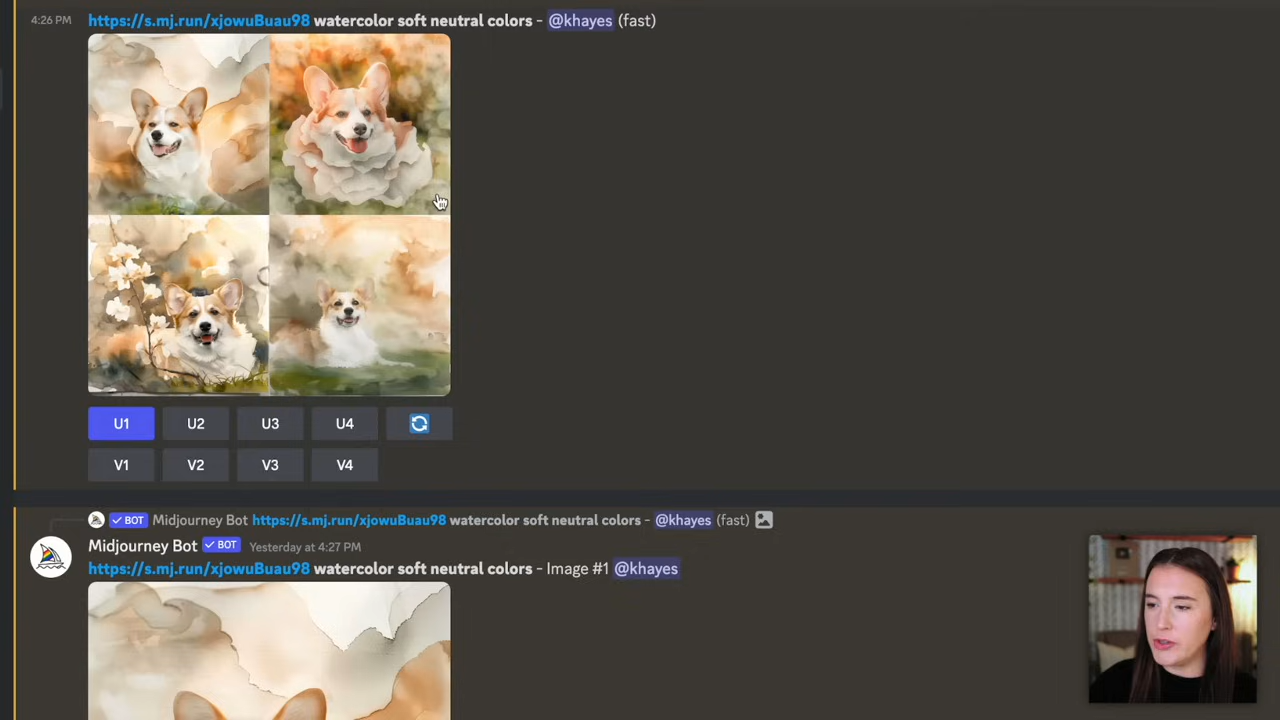 4:26 PM https://s.mj.run/xjowuBuau98 watercolor soft neutral colors - @khayes (fast)
U1 U2 U3 U4
V1 V2 V3 V4
BOT Midjourney Bot https://s.mj.run/xjowuBuau98 watercolor soft neutral colors - @khayes (fast)
Midjourney Bot BOT Yesterday at 4:27 PM
https://s.mj.run/xjowuBuau98 watercolor soft neutral colors - Image #1 @khayes